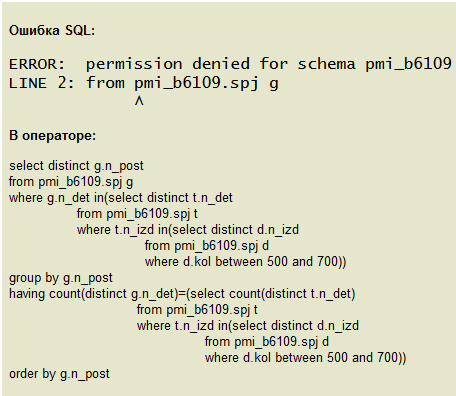 Ошибка SQL:
ERROR:  permission denied for schema pmi_b6109
LINE 2: from pmi_b6109.spj g
^
В операторе:
select distinct g.n_post
from pmi_b6109.spj g
where g.n_det in(select distinct t.n_det
from pmi_b6109.spj t
where t.n_izd in(select distinct d.n_izd
from pmi_b6109.spj d
where d.kol between 500 and 700))
group by g.n_post
having count(distinct g.n_det)=(select count(distinct t.n_det)
from pmi_b6109.spj t
where t.n_izd in(select distinct d.n_izd
from pmi_b6109.spj d
where d.kol between 500 and 700))
order by g.n_post